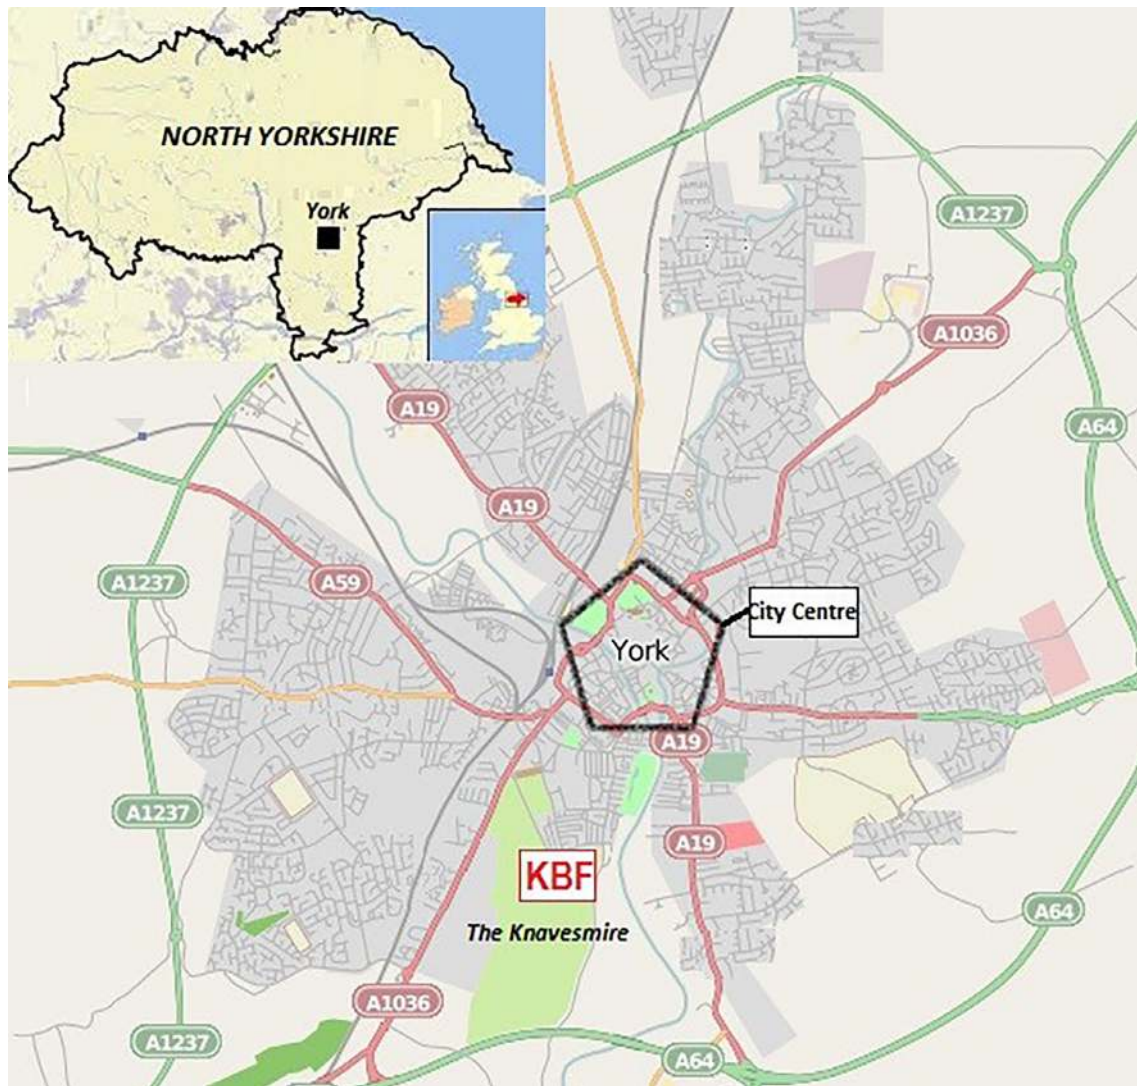 NORTH YORKSHIRE
York
A1237
A1036
A19
A64
A19
A1237
A59
City Centre
York
A19
A1237
A19
KBF
A64
The Knavesmire
A1036
A1237
A64